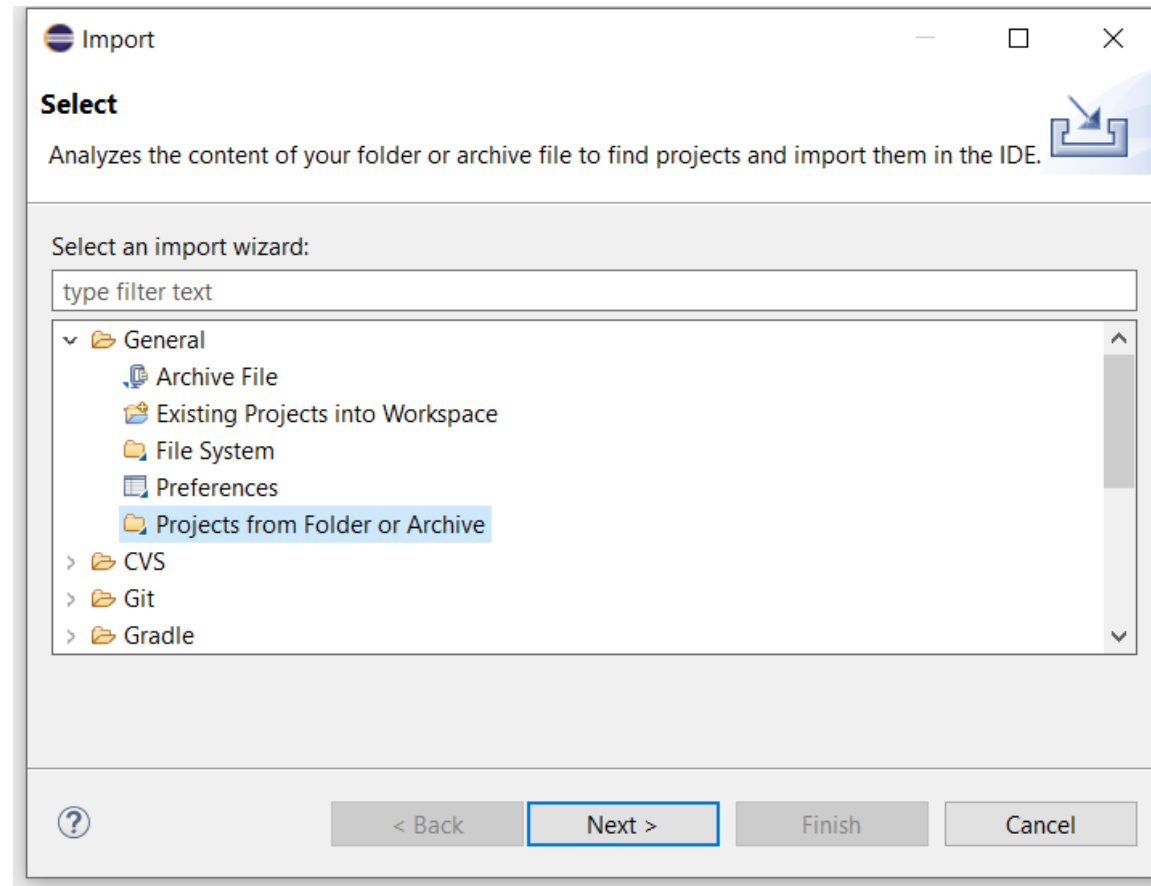 Import
Select
Analyzes the content of your folder or archive file to find projects and import them in the IDE.
Select an import wizard:
type filter text
General
Archive File
Existing Projects into Workspace
File System
Preferences
Projects from Folder or Archive
CVS
Git
Gradle
? < Back Next > Finish Cancel